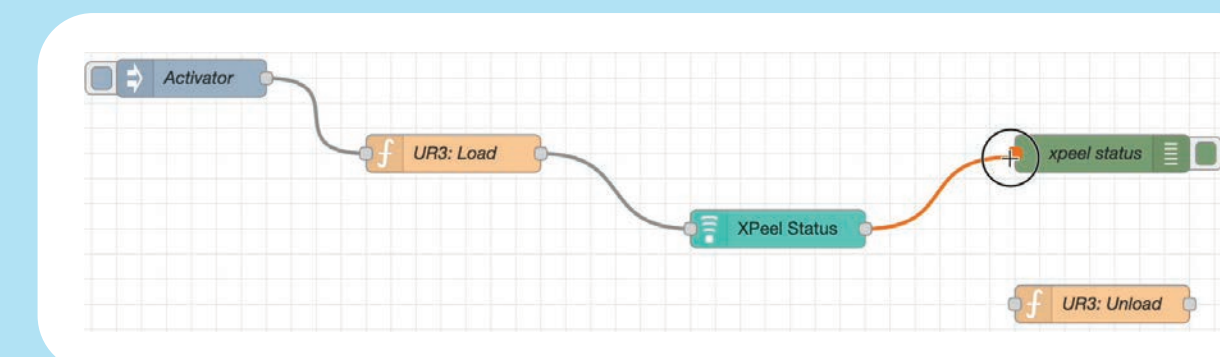 Activator
UR3: Load
xpeel status
XPeel Status
UR3: Unload